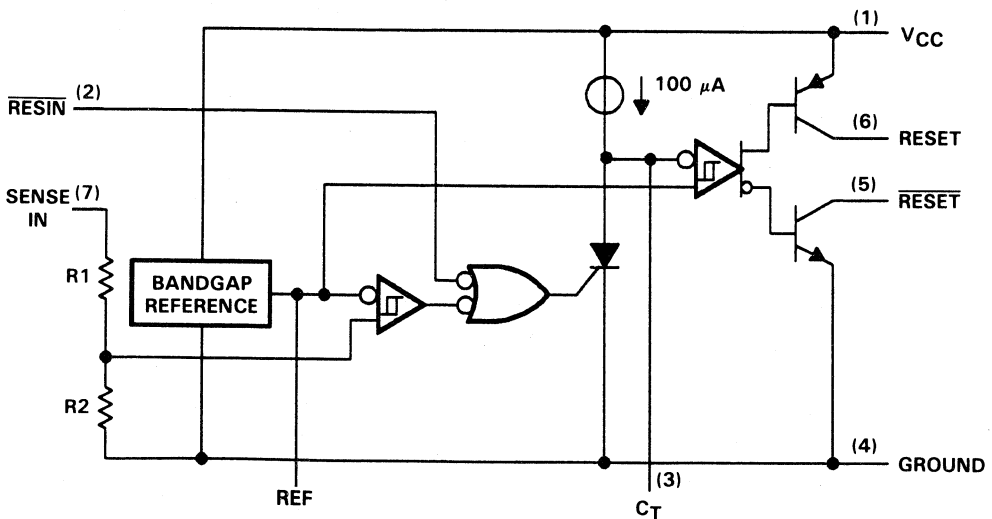 (1)
VCC
100 μA
(2)
RESIN
(6)
RESET
(7)
SENSE
IN
(5)
RESET
R1
BANDGAP
REFERENCE
R2
(4)
GROUND
(3)
REF
CT